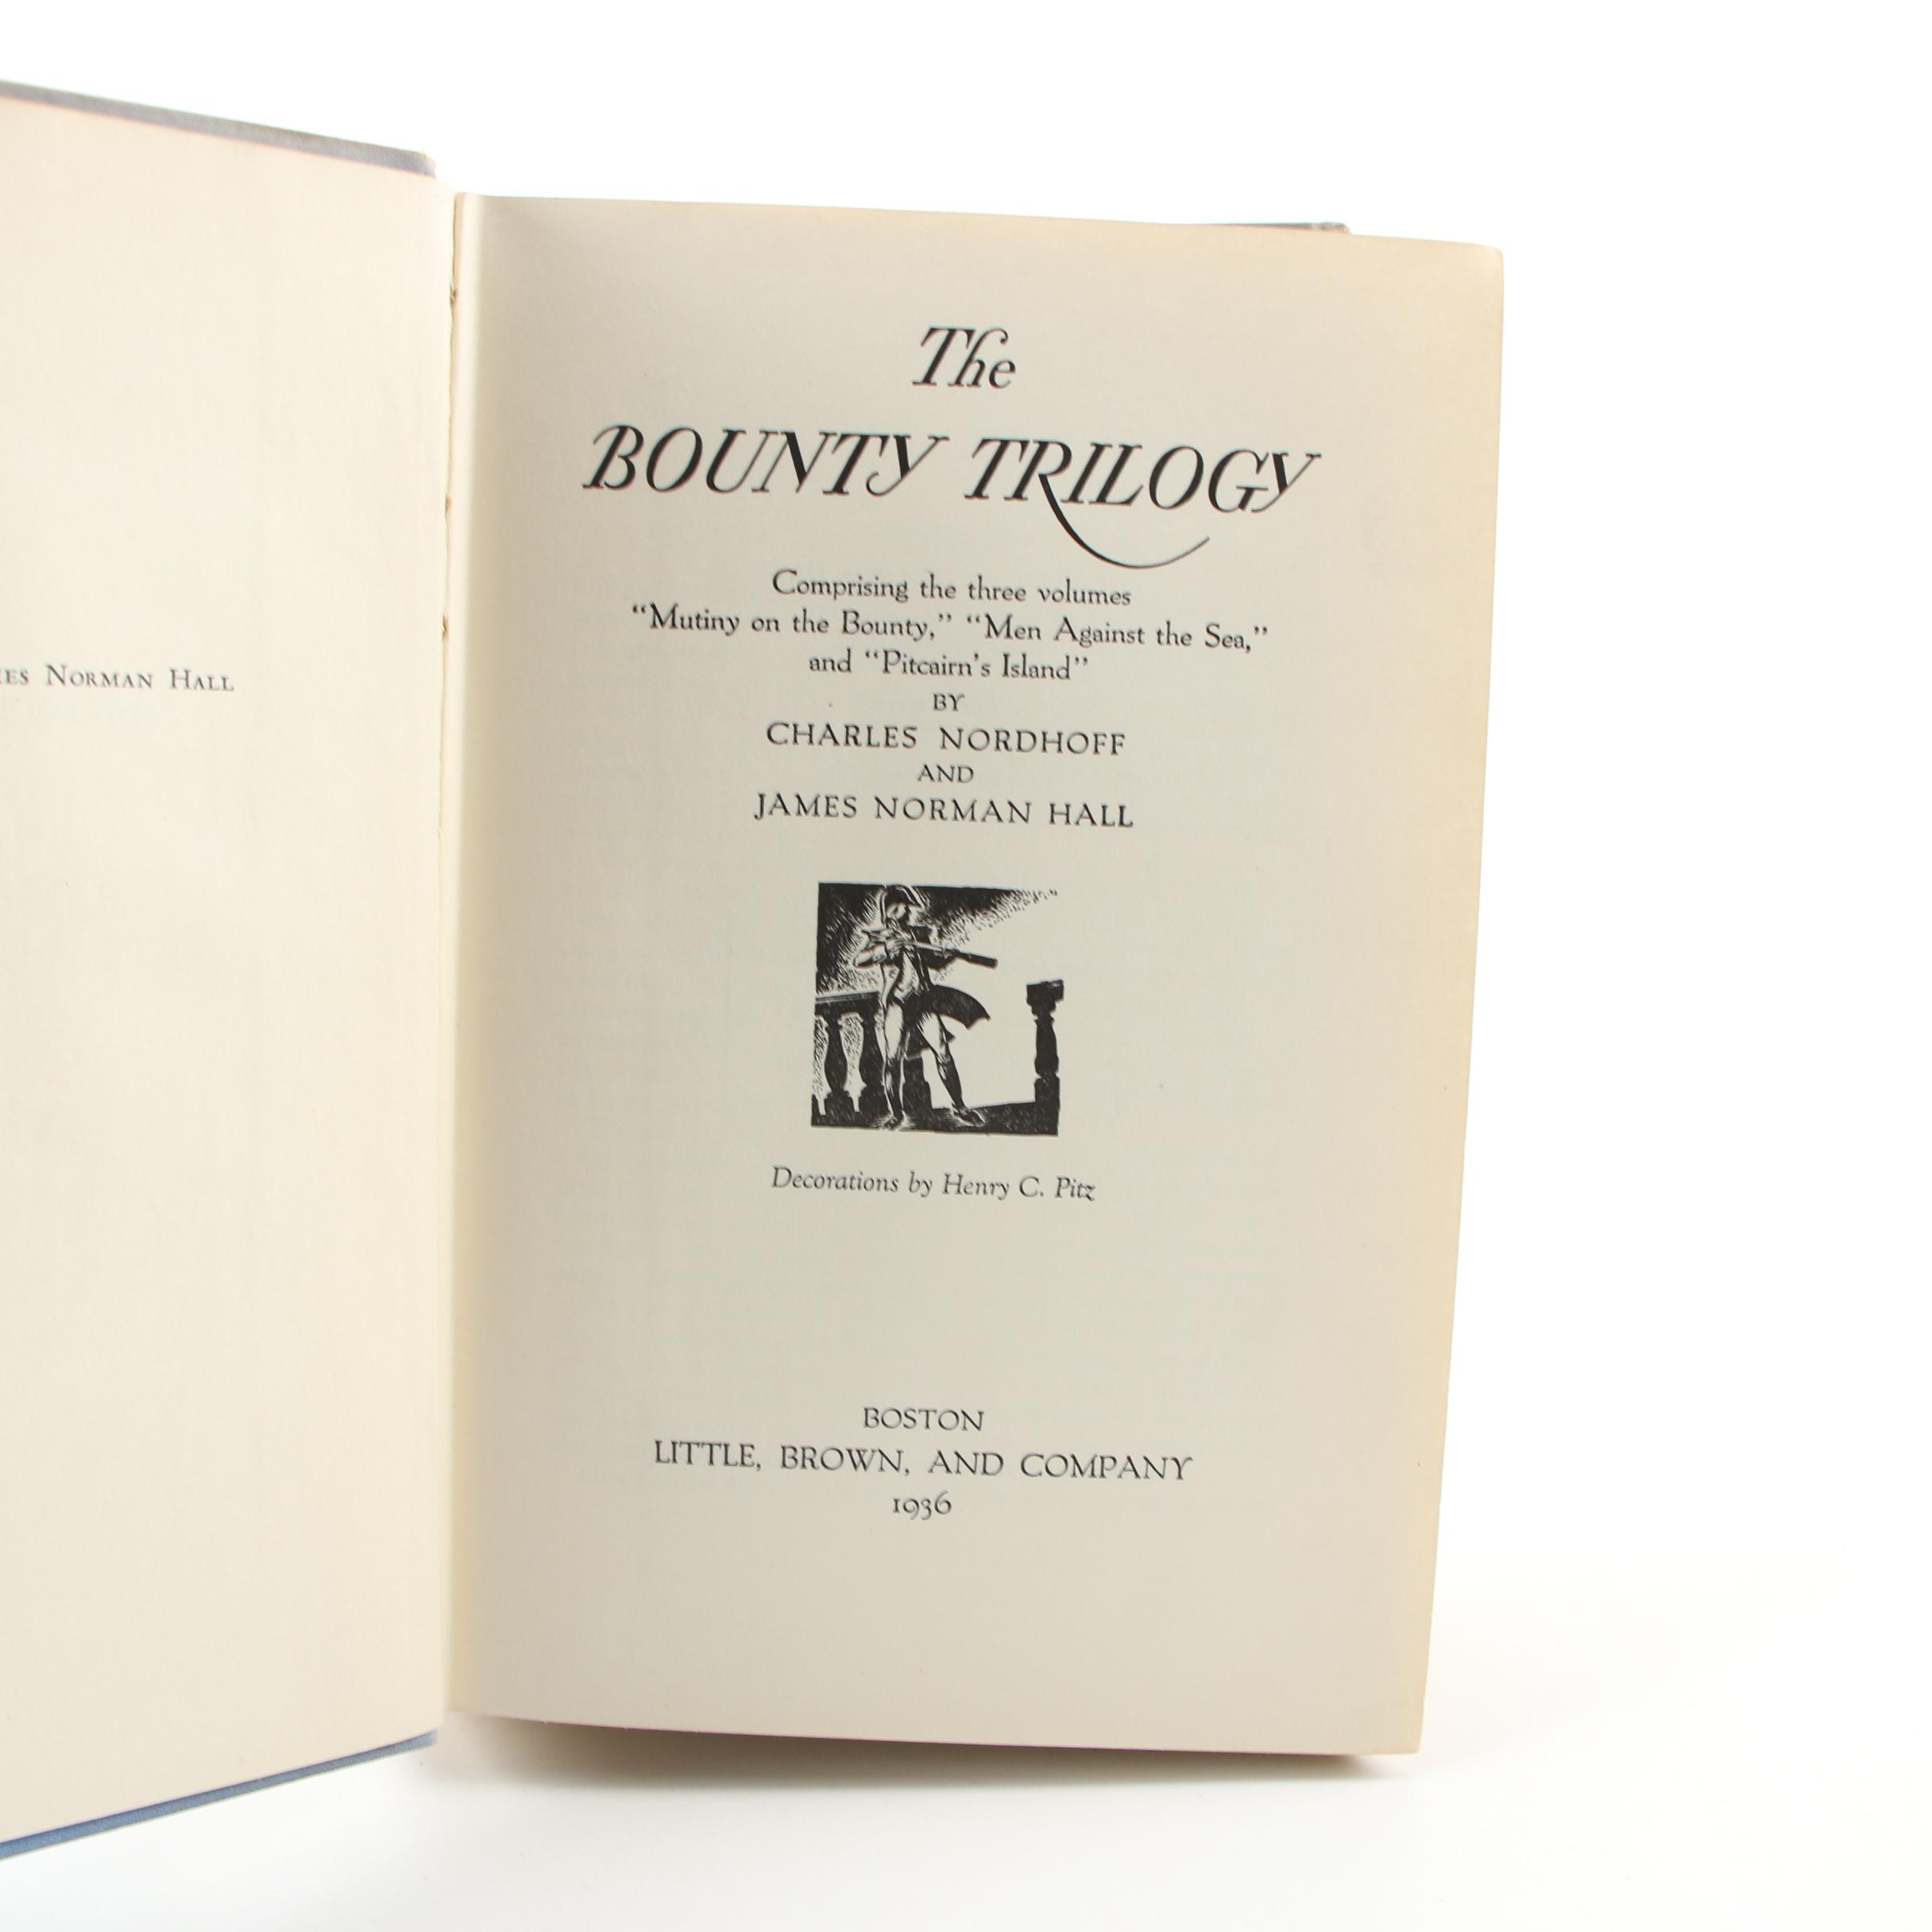 NORMAN HALL
The
BOUNTY TRILOGY
Comprising the three volumes
“Mutiny on the Bounty,” “Men Against the Sea,”
and “Pitcairn's Island”
BY
CHARLES NORDHOFF
AND
JAMES NORMAN HALL
Decorations by Henry C. Pitz
BOSTON
LITTLE, BROWN, AND COMPANY
1936